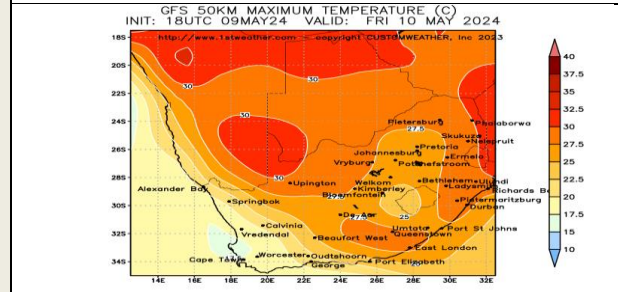 GFS 50KM MAXIMUM TEMPERATURE (C)
INIT: 18UTC 09MAY24 VALID: FRI 10 MAY 2024
http://www.1stweather.com - copyright CUSTOMWEATHER, Inc 2023
18S
20S
22S
24S
26S
28S
30S
32S
34S
30
30
30
30
27.5
27.5
25
Pietersburg
Phalaborwa
Skukuza
Nelspruit
Pretoria
Johannesburg
Ermelo
Vryburg
Potchefstroom
Bethlehem
Ulundi
Welkom
Ladysmith
Upington
Kimberley
Richards B
Alexander Bay
Bloemfontein
Springbok
Pietermaritzburg
Durban
De Aar
Calvinia
Umtata
Port St Johns
Vredendal
Beaufort West
Queenstown
East London
Worcester
Oudtshoorn
Cape Town
George
Port Elizabeth
14E 16E 18E 20E 22E 24E 26E 28E 30E 32E
40
37.5
35
32.5
30
27.5
25
22.5
20
17.5
15
10